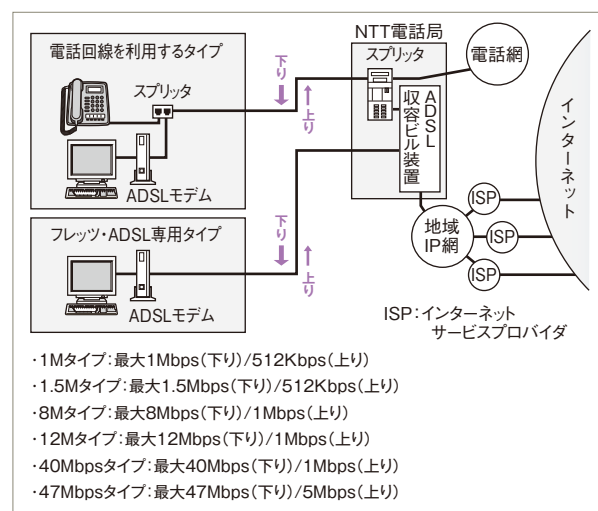 電話回線を利用するタイプ
スプリッタ
ADSLモデム
フレッツ・ADSL専用タイプ
ADSLモデム
下り
上り
下り
上り
NTT電話局
スプリッタ
ADSL
収容ビル装置
電話網
地域
IP網
ISP
ISP
ISP
インターネット
ISP:インターネット
サービスプロバイダ
・1Mタイプ:最大1Mbps(下り)/512Kbps(上り)
・1.5Mタイプ:最大1.5Mbps(下り)/512Kbps(上り)
・8Mタイプ:最大8Mbps(下り)/1Mbps(上り)
・12Mタイプ:最大12Mbps(下り)/1Mbps(上り)
・40Mbpsタイプ:最大40Mbps(下り)/1Mbps(上り)
・47Mbpsタイプ:最大47Mbps(下り)/5Mbps(上り)